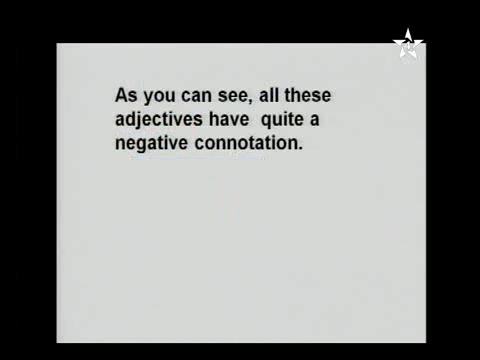 As you can see, all these
adjectives have  quite a
negative connotation.